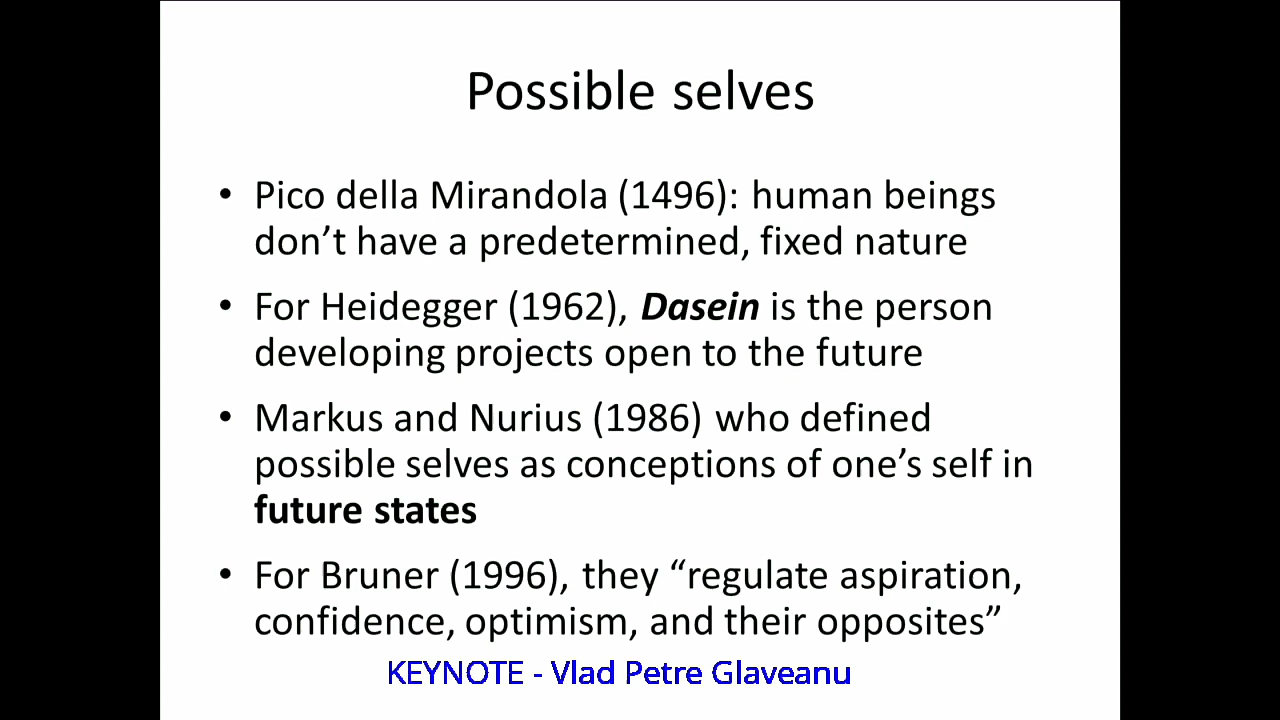 Possible selves
• Pico della Mirandola (1496): human beings
don’t have a predetermined, fixed nature
• For Heidegger (1962), Dasein is the person
developing projects open to the future
• Markus and Nurius (1986) who defined
possible selves as conceptions of one’s self in
future states
• For Bruner (1996), they “regulate aspiration,
confidence, optimism, and their opposites”
KEYNOTE - Vlad Petre Glaveanu